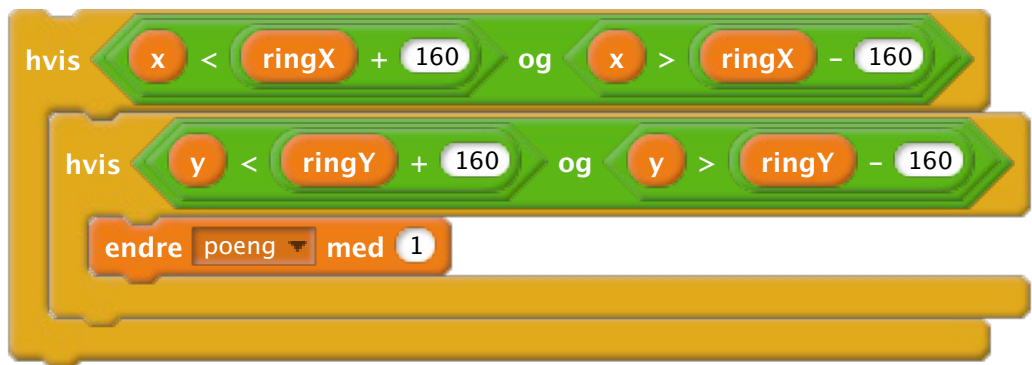 hvis x < ringX + 160 og x > ringX - 160
hvis y < ringY + 160 og y > ringY - 160
endre poeng med 1